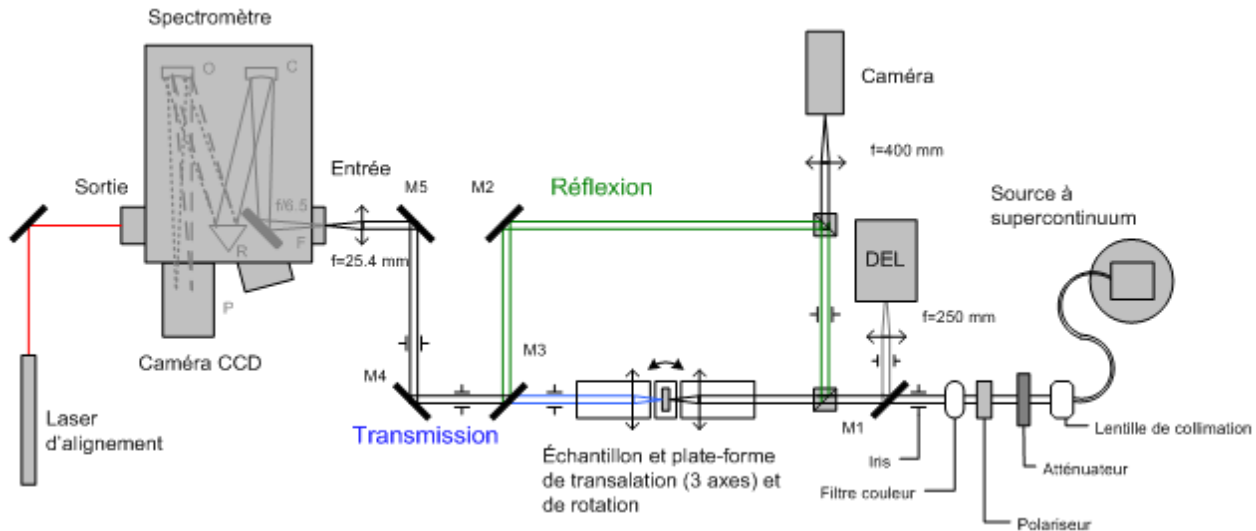 Spectromètre
O
C
Caméra
Entrée
M5
M2
Réflexion
f=400 mm
Sortie
f/6.5
F
R
f=25.4 mm
P
Source à
supercontinuum
DEL
f=250 mm
Caméra CCD
M3
M4
Transmission
M1
Laser
d'alignement
Échantillon et plate-forme
de transalation (3 axes) et
de rotation
Iris
Lentille de collimation
Atténuateur
Filtre couleur
Polariseur